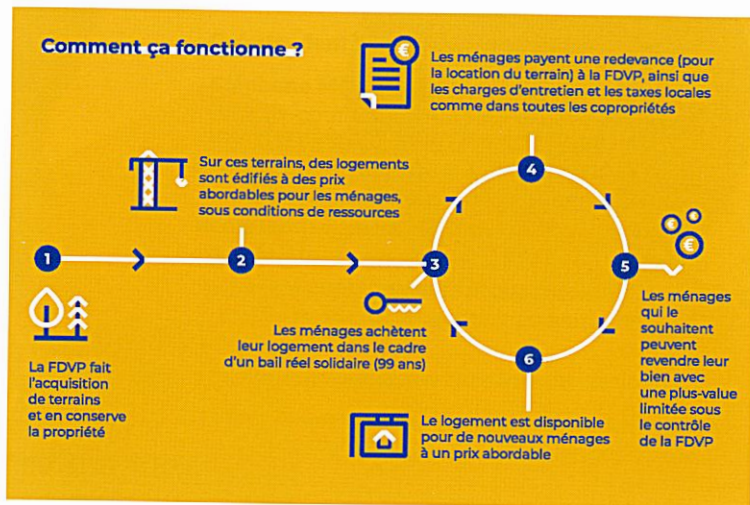 Comment ça fonctionne ?
Les ménages payent une redevance (pour
la location du terrain) à la FDVP, ainsi que
les charges d'entretien et les taxes locales
comme dans toutes les copropriétés
Sur ces terrains, des logements
sont édifiés à des prix
abordables pour les ménages,
sous conditions de ressources
1
2
3
4
5
6
La FDVP fait
l'acquisition
de terrains
et en conserve
la propriété
Les ménages achètent
leur logement dans le cadre
d'un bail réel solidaire (99 ans)
€
€
Les ménages
qui le
souhaitent
peuvent
revendre leur
bien avec
une plus-value
limitée sous
le contrôle
de la FDVP
Le logement est disponible
pour de nouveaux ménages
à un prix abordable